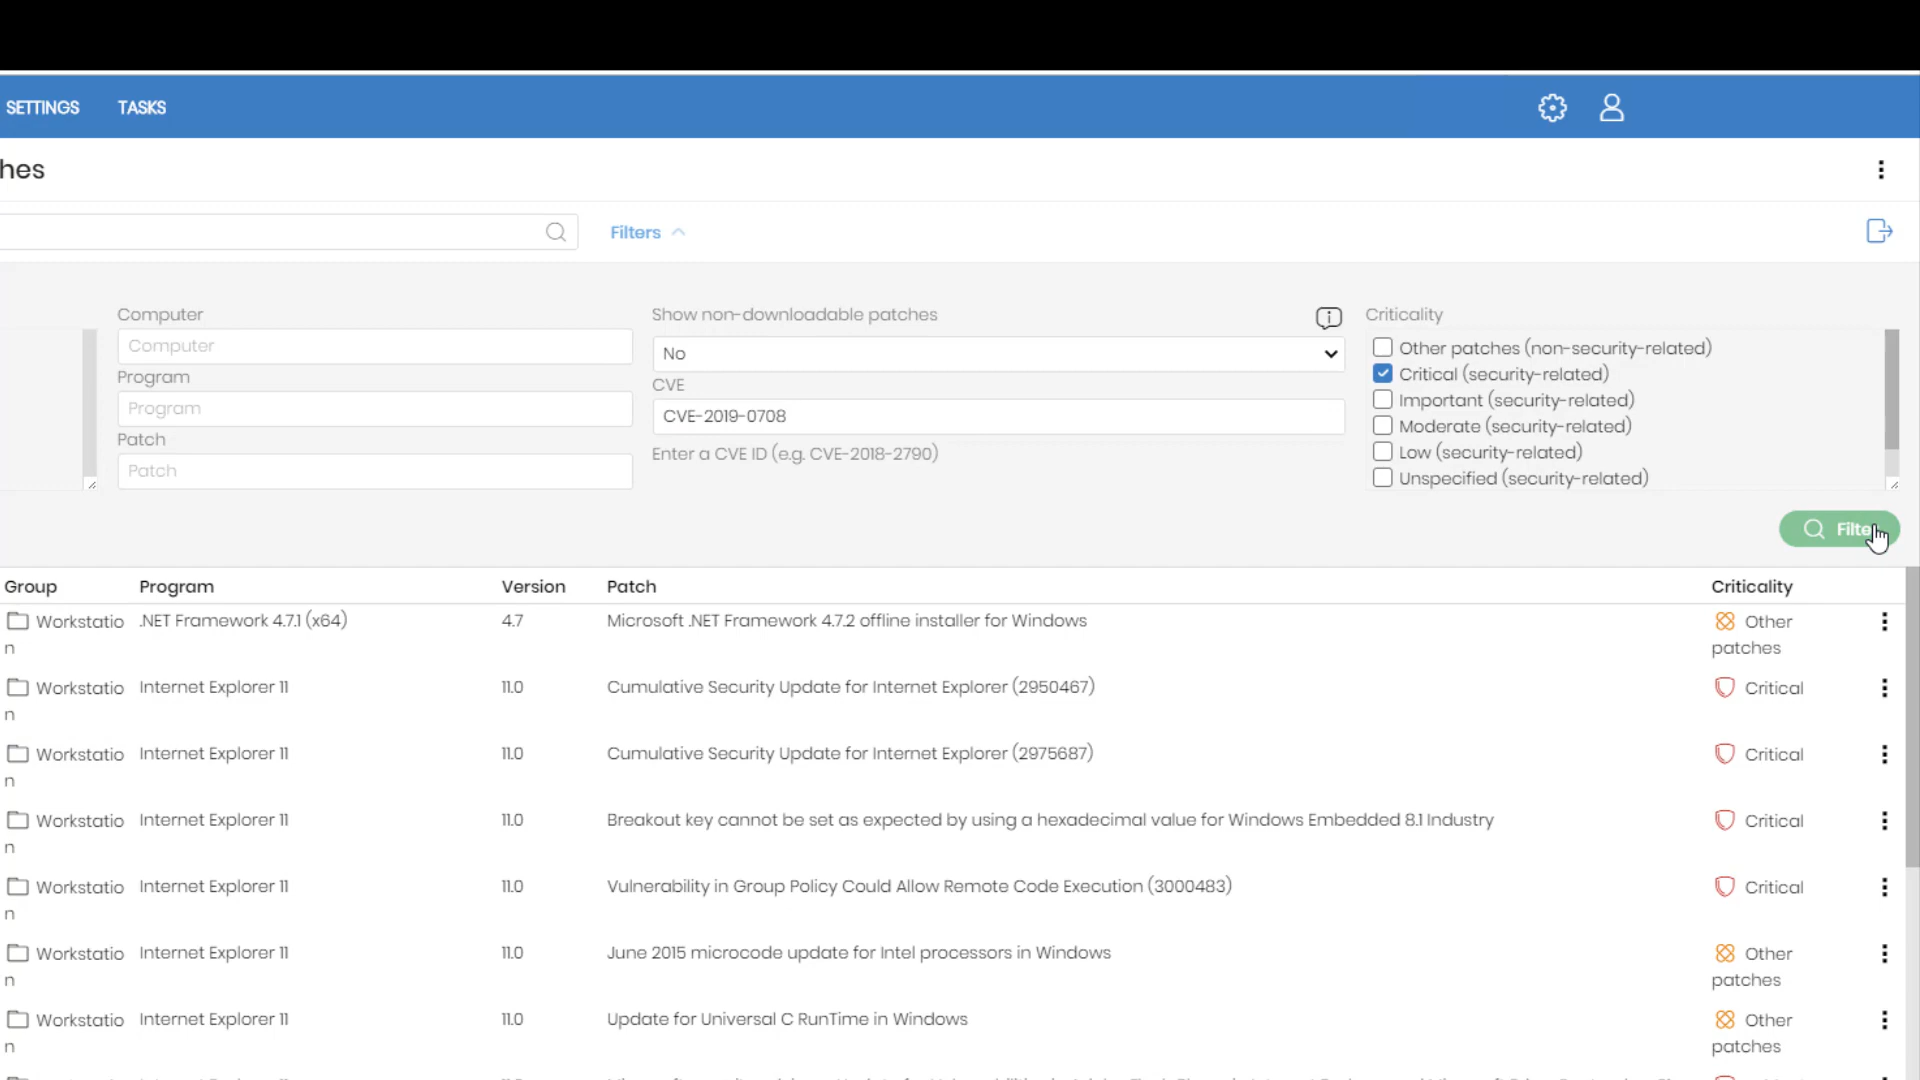 SETTINGS TASKS
hes
Filters
Computer
Show non-downloadable patches
Criticality
Computer
No
Other patches (non-security-related)
Critical (security-related)
Program
CVE
Important (security-related)
Program
CVE-2019-0708
Moderate (security-related)
Patch
Enter a CVE ID (e.g. CVE-2018-2790)
Low (security-related)
Patch
Unspecified (security-related)
Filte
Group Program Version Patch Criticality
Workstatio .NET Framework 4.7.1 (x64) 4.7 Microsoft .NET Framework 4.7.2 offline installer for Windows Other
n patches
Workstatio Internet Explorer 11 11.0 Cumulative Security Update for Internet Explorer (2950467) Critical
n
Workstatio Internet Explorer 11 11.0 Cumulative Security Update for Internet Explorer (2975687) Critical
n
Workstatio Internet Explorer 11 11.0 Breakout key cannot be set as expected by using a hexadecimal value for Windows Embedded 8.1 Industry Critical
n
Workstatio Internet Explorer 11 11.0 Vulnerability in Group Policy Could Allow Remote Code Execution (3000483) Critical
n
Workstatio Internet Explorer 11 11.0 June 2015 microcode update for Intel processors in Windows Other
n patches
Workstatio Internet Explorer 11 11.0 Update for Universal C RunTime in Windows Other
n patches